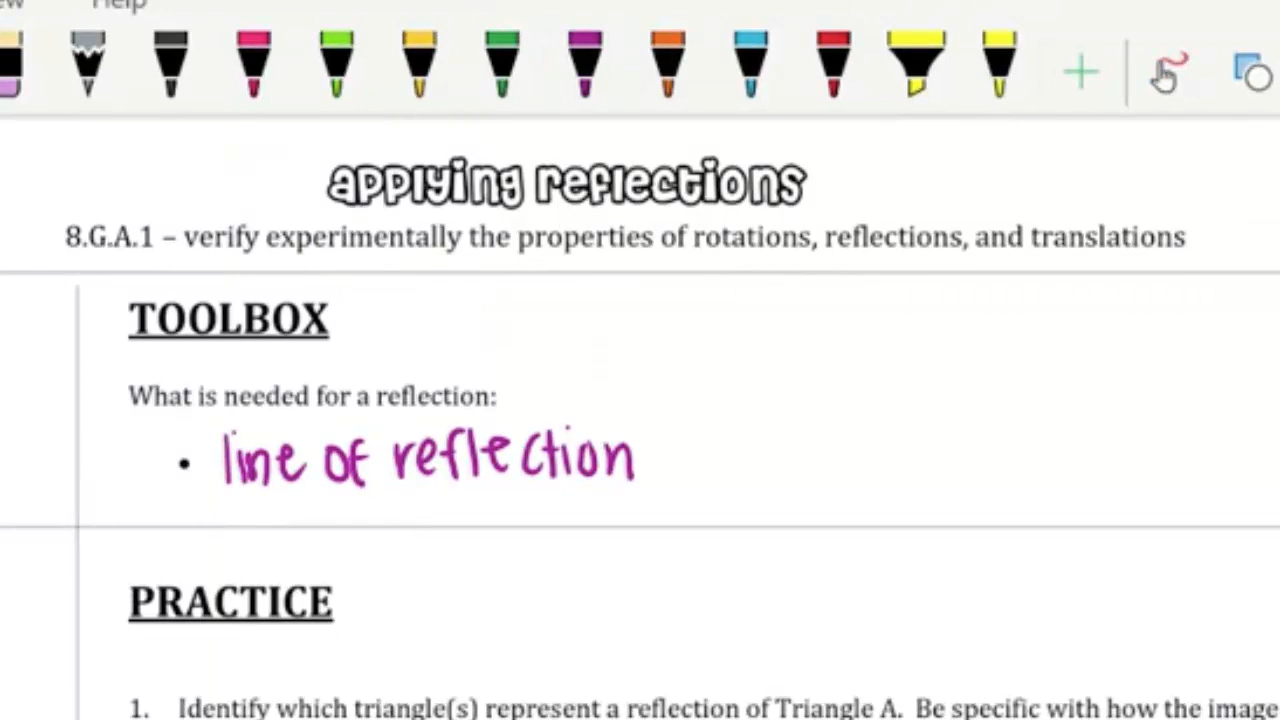 Help
applying reflections
8.G.A.1 – verify experimentally the properties of rotations, reflections, and translations
TOOLBOX
What is needed for a reflection:
• line of reflection
PRACTICE
1. Identify which triangle(s) represent a reflection of Triangle A. Be specific with how the image